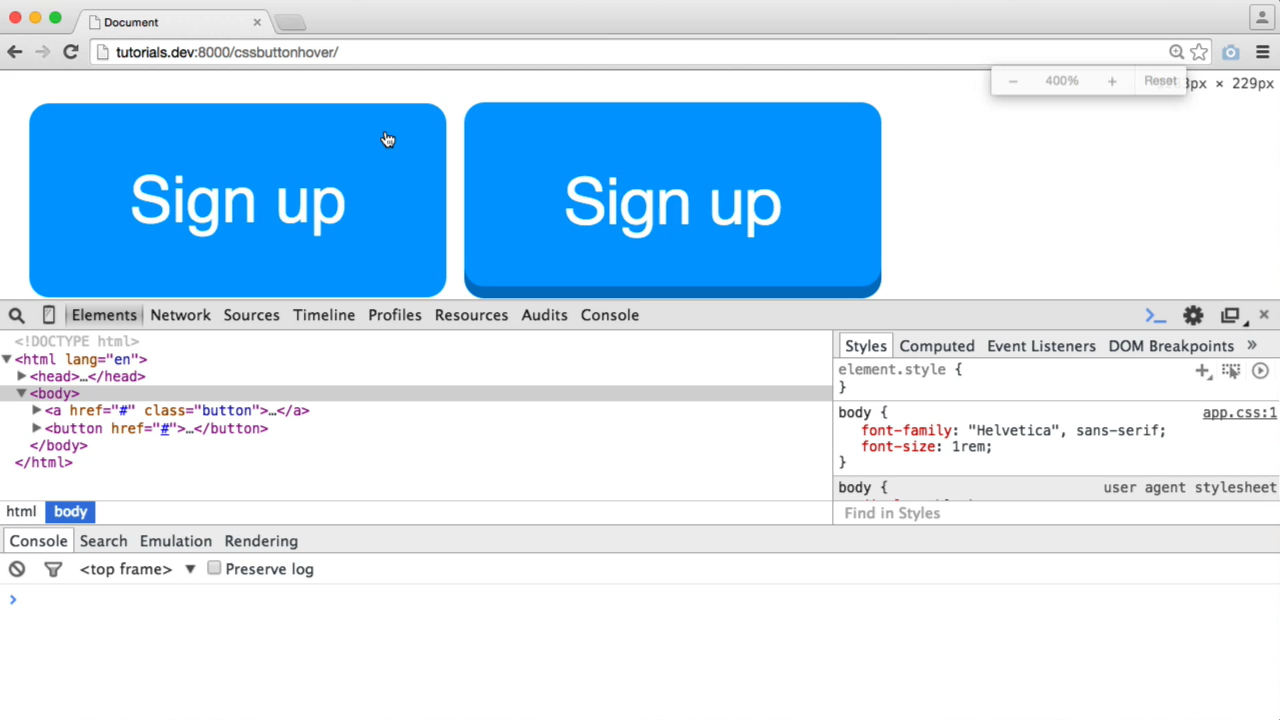 Document
tutorials.dev:8000/cssbuttonhover/
− 400% + Reset
px × 229px
Sign up
Sign up
Elements Network Sources Timeline Profiles Resources Audits Console
<!DOCTYPE html>
<html lang="en">
<head>…</head>
<body>
<a href="#" class="button">…</a>
<button href="#">…</button>
</body>
</html>
html body
Styles Computed Event Listeners DOM Breakpoints »
element.style {
}
body {
app.css:1
font-family: "Helvetica", sans-serif;
font-size: 1rem;
}
body {
user agent stylesheet
Find in Styles
Console Search Emulation Rendering
<top frame> ▼ Preserve log